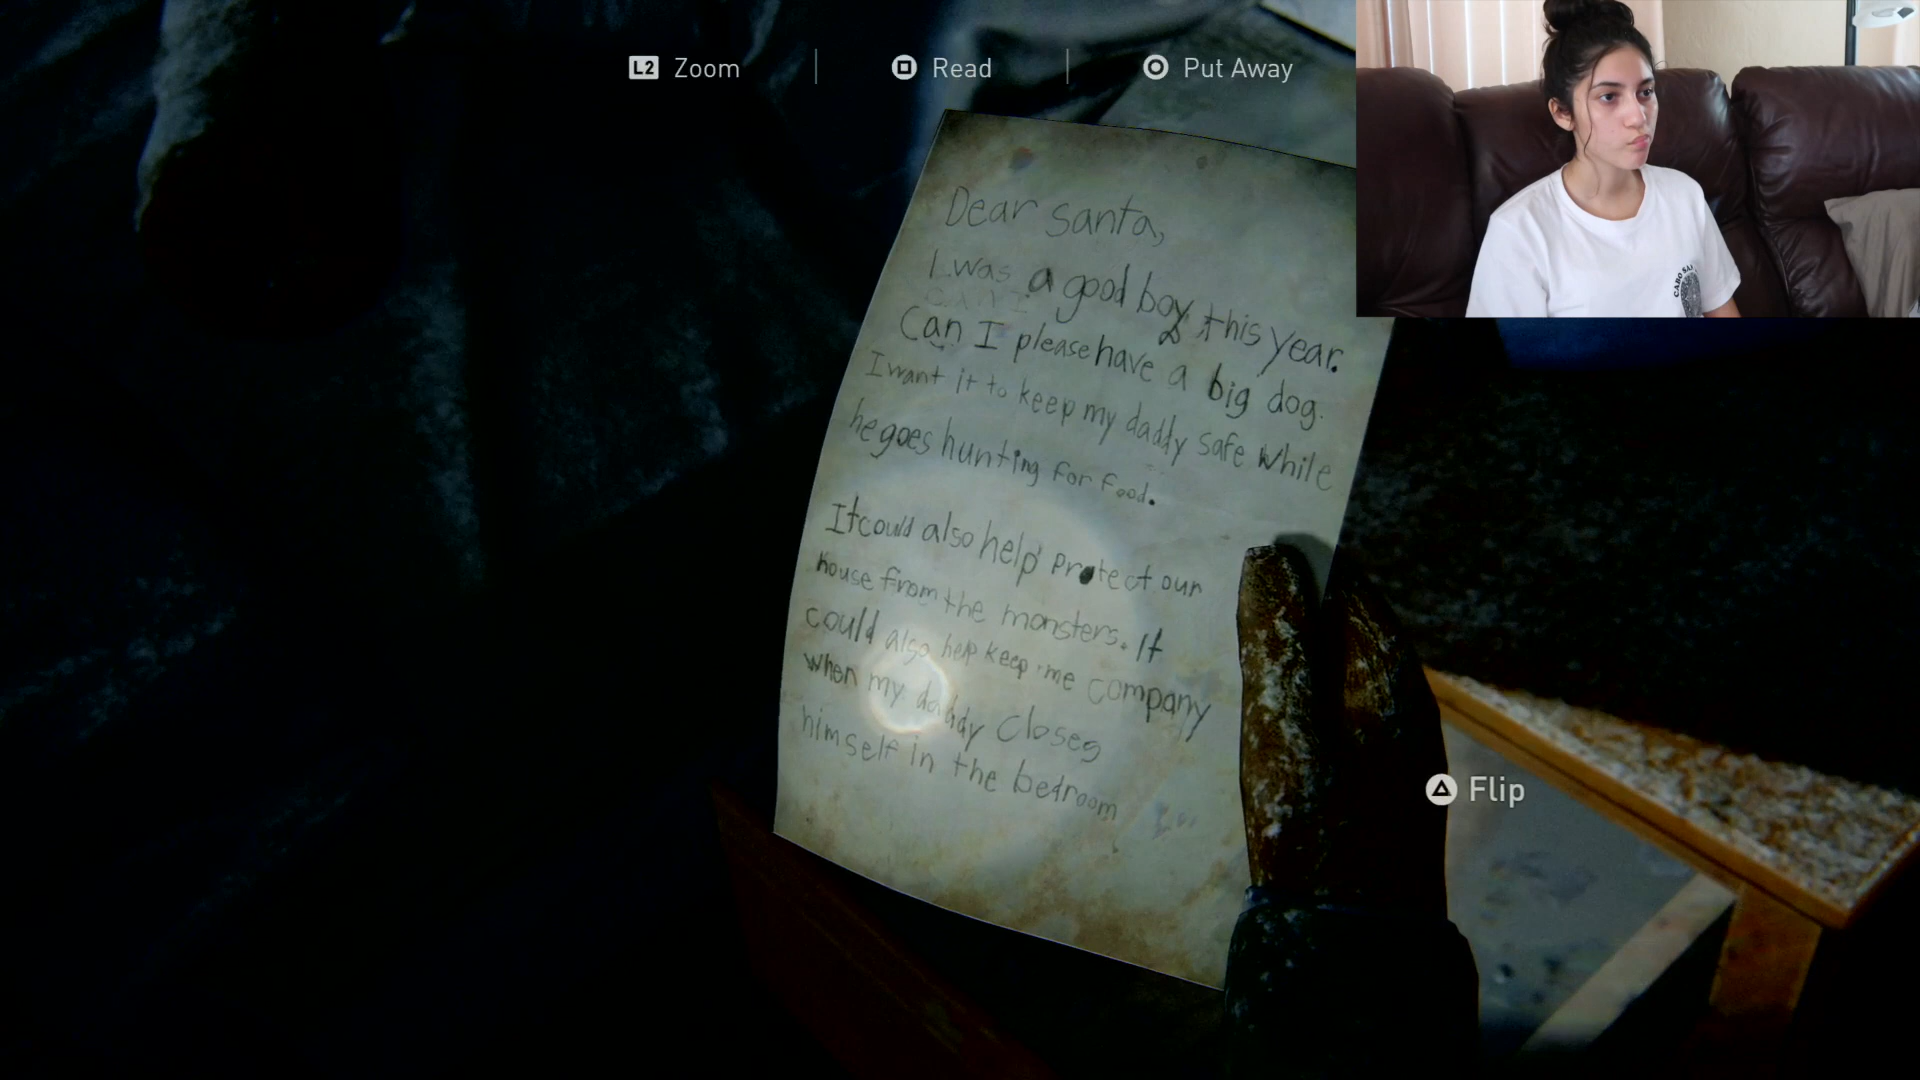 L2 Zoom
Read
Put Away
Dear santa,
I was a good boy this year.
Can I please have a big dog.
I want it to keep my daddy safe while
he goes hunting for food.
It could also help protect our
house from the monsters. It
could also help keep me company
when my daddy closes
himself in the bedroom
Flip
CABO SA